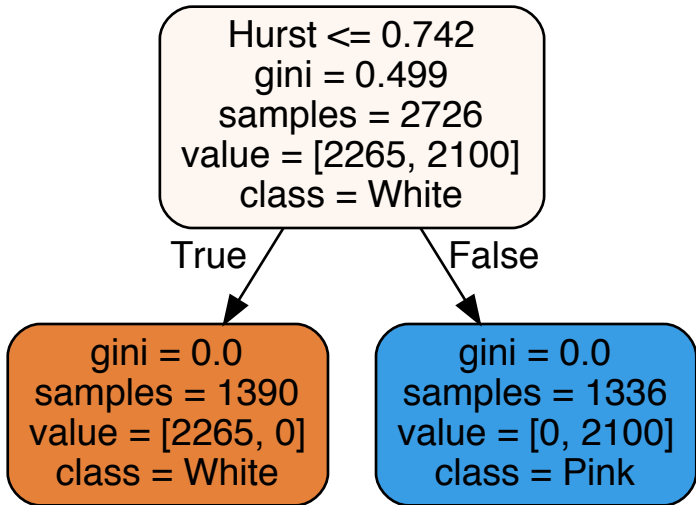 Hurst <= 0.742
gini = 0.499
samples = 2726
value = [2265, 2100]
class = White
True
False
gini = 0.0
samples = 1390
value = [2265, 0]
class = White
gini = 0.0
samples = 1336
value = [0, 2100]
class = Pink